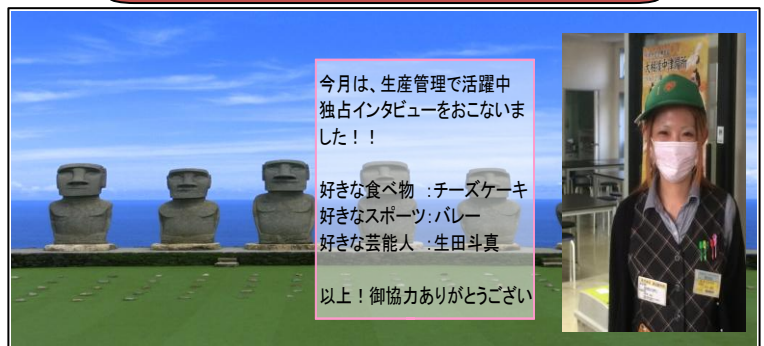 今月は、生産管理で活躍中
独占インタビューをおこないま
した！！
好きな食べ物　：チーズケーキ
好きなスポーツ：バレー
好きな芸能人　：生田斗真
以上！御協力ありがとうござい